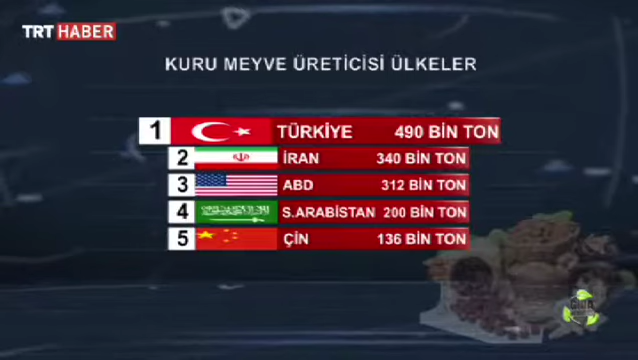 TRT HABER
KURU MEYVE ÜRETİCİSİ ÜLKELER
1 TÜRKİYE 490 BİN TON
2 İRAN 340 BİN TON
3 ABD 312 BİN TON
4 S.ARABİSTAN 200 BİN TON
5 ÇİN 136 BİN TON